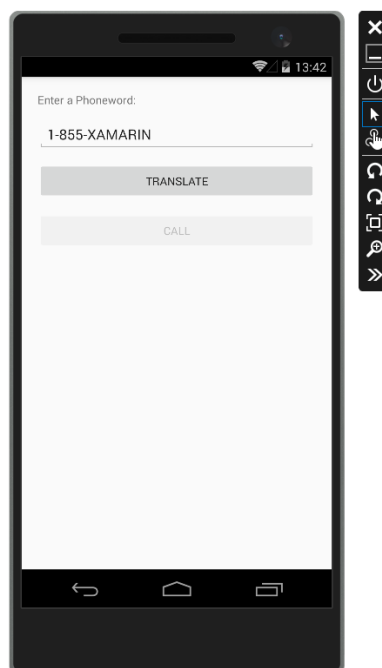 13:42
Enter a Phoneword:
1-855-XAMARIN
TRANSLATE
CALL